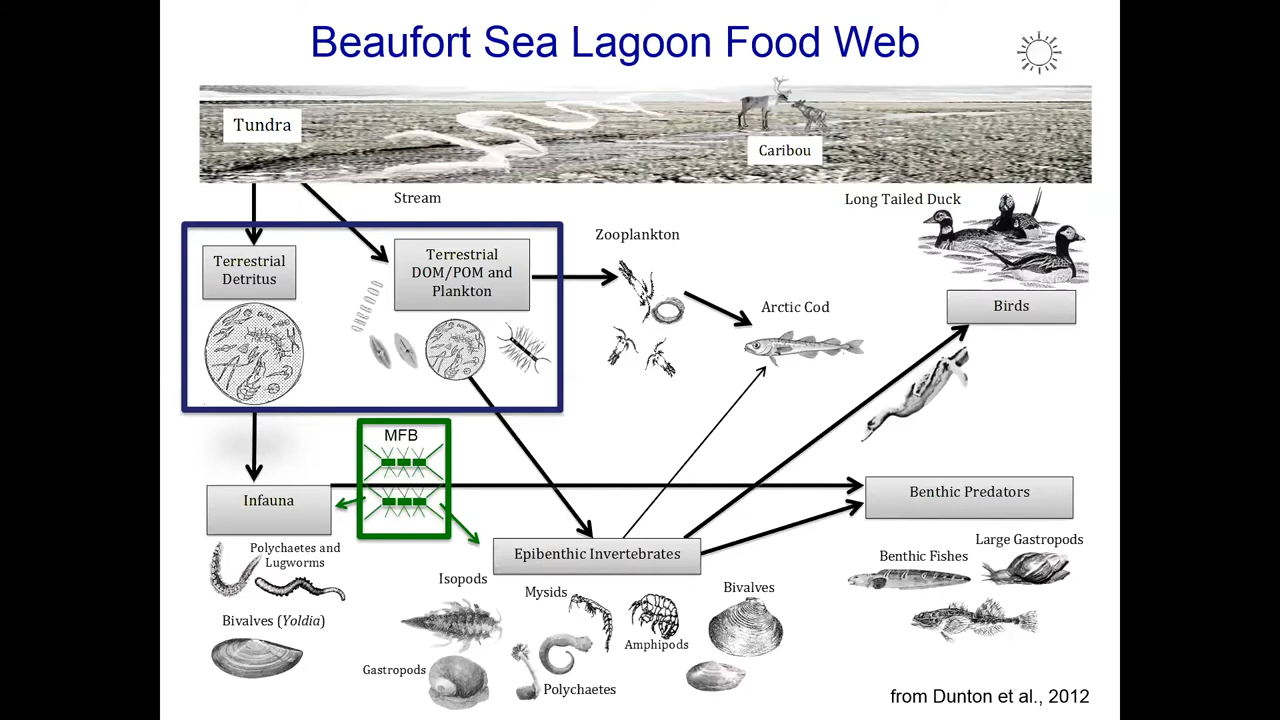 Beaufort Sea Lagoon Food Web
Tundra
Caribou
Stream
Long Tailed Duck
Zooplankton
Terrestrial
Detritus
Terrestrial
DOM/POM and
Plankton
Arctic Cod
Birds
MFB
Infauna
Benthic Predators
Epibenthic Invertebrates
Polychaetes and
Lugworms
Bivalves (Yoldia)
Isopods
Gastropods
Mysids
Polychaetes
Amphipods
Bivalves
Benthic Fishes
Large Gastropods
from Dunton et al., 2012